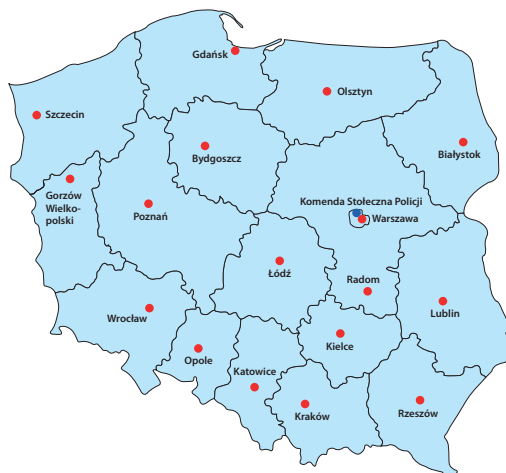 Gdańsk
Olsztyn
Szczecin
Bydgoszcz
Białystok
Gorzów
Wielko-
polski
Poznań
Komenda Stołeczna Policji
Warszawa
Łódź
Radom
Lublin
Wrocław
Kielce
Opole
Katowice
Kraków
Rzeszów